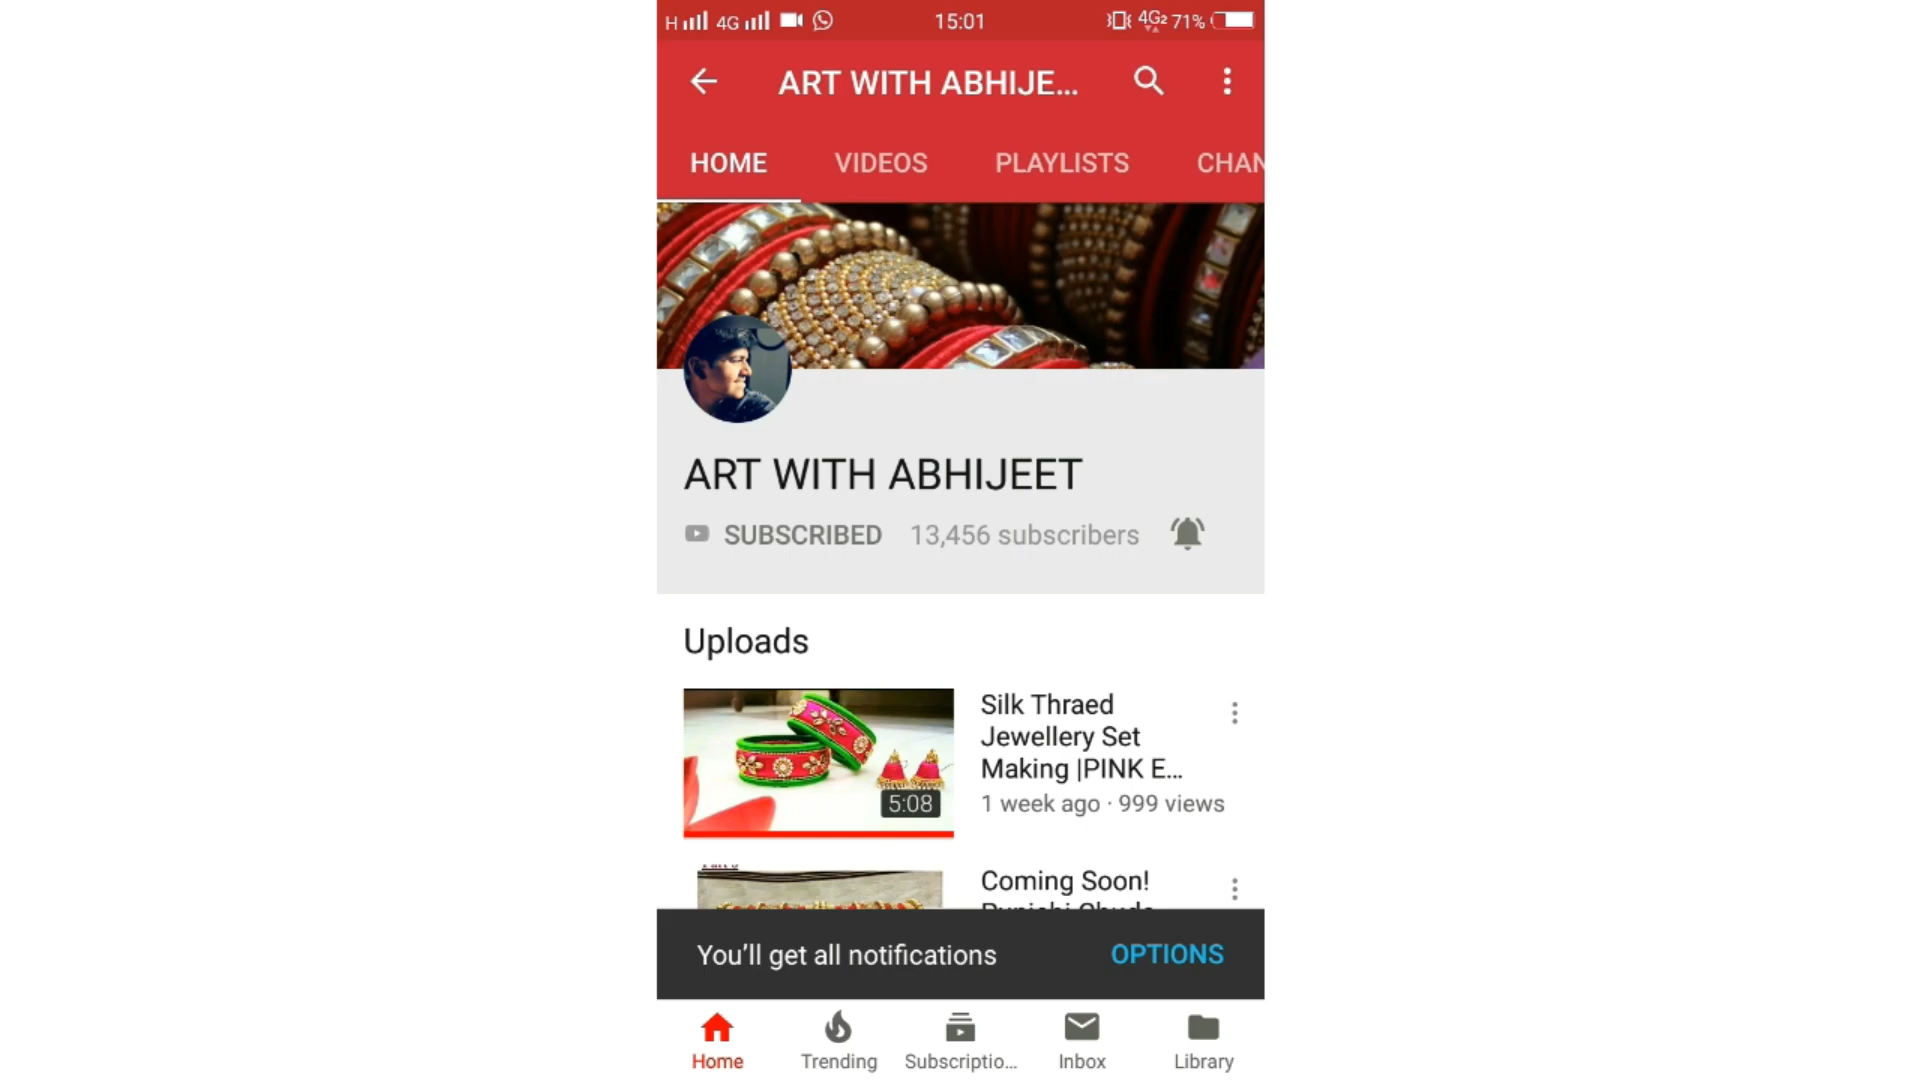 H 4G 15:01 4G2 71%
ART WITH ABHIJE...
HOME VIDEOS PLAYLISTS CHAN
ART WITH ABHIJEET
SUBSCRIBED 13,456 subscribers
Uploads
Silk Thraed
Jewellery Set
Making |PINK E...
1 week ago · 999 views
5:08
Coming Soon!
You'll get all notifications OPTIONS
Home Trending Subscriptio... Inbox Library